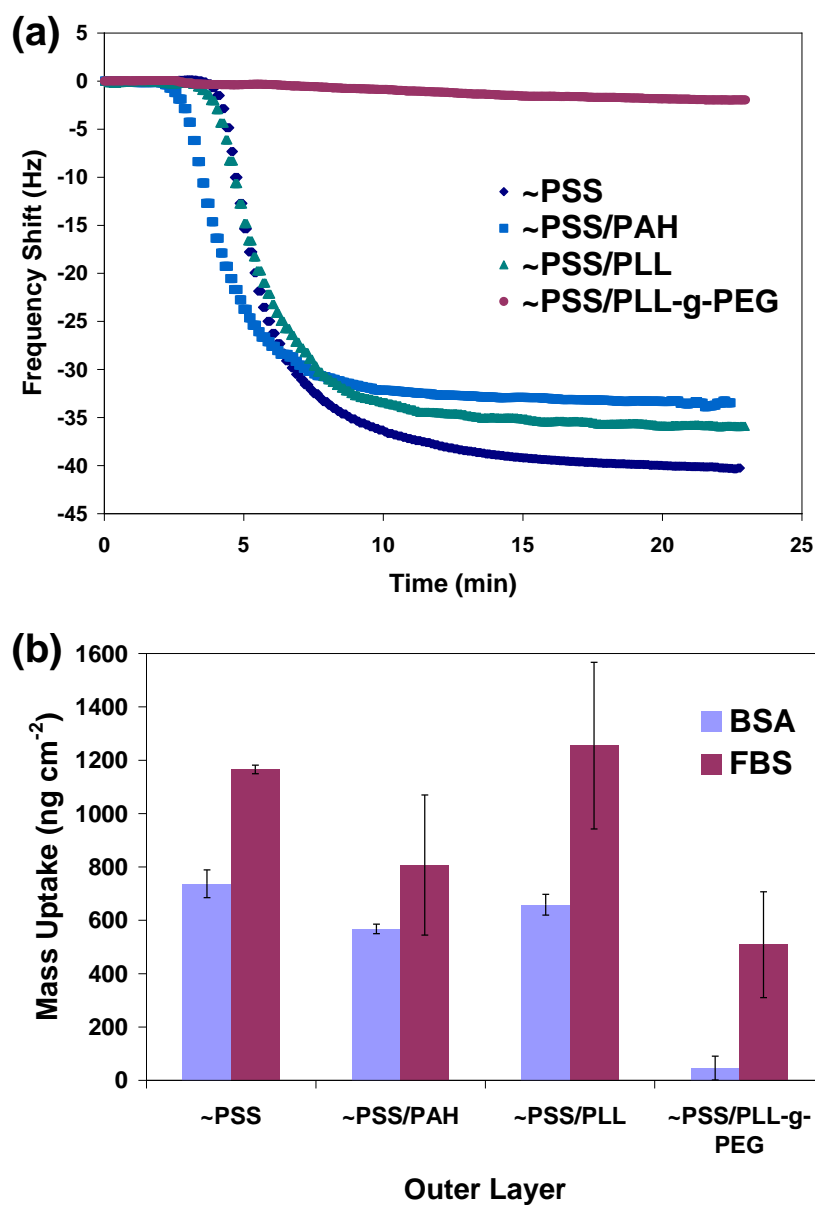 (a)
5
0
-5
-10
-15
-20
-25
-30
-35
-40
-45
Frequency Shift (Hz)
~PSS
~PSS/PAH
~PSS/PLL
~PSS/PLL-g-PEG
0 5 10 15 20 25
Time (min)
(b)
1600
1400
1200
1000
800
600
400
200
0
Mass Uptake (ng cm⁻²)
BSA
FBS
~PSS ~PSS/PAH ~PSS/PLL ~PSS/PLL-g-
PEG
Outer Layer